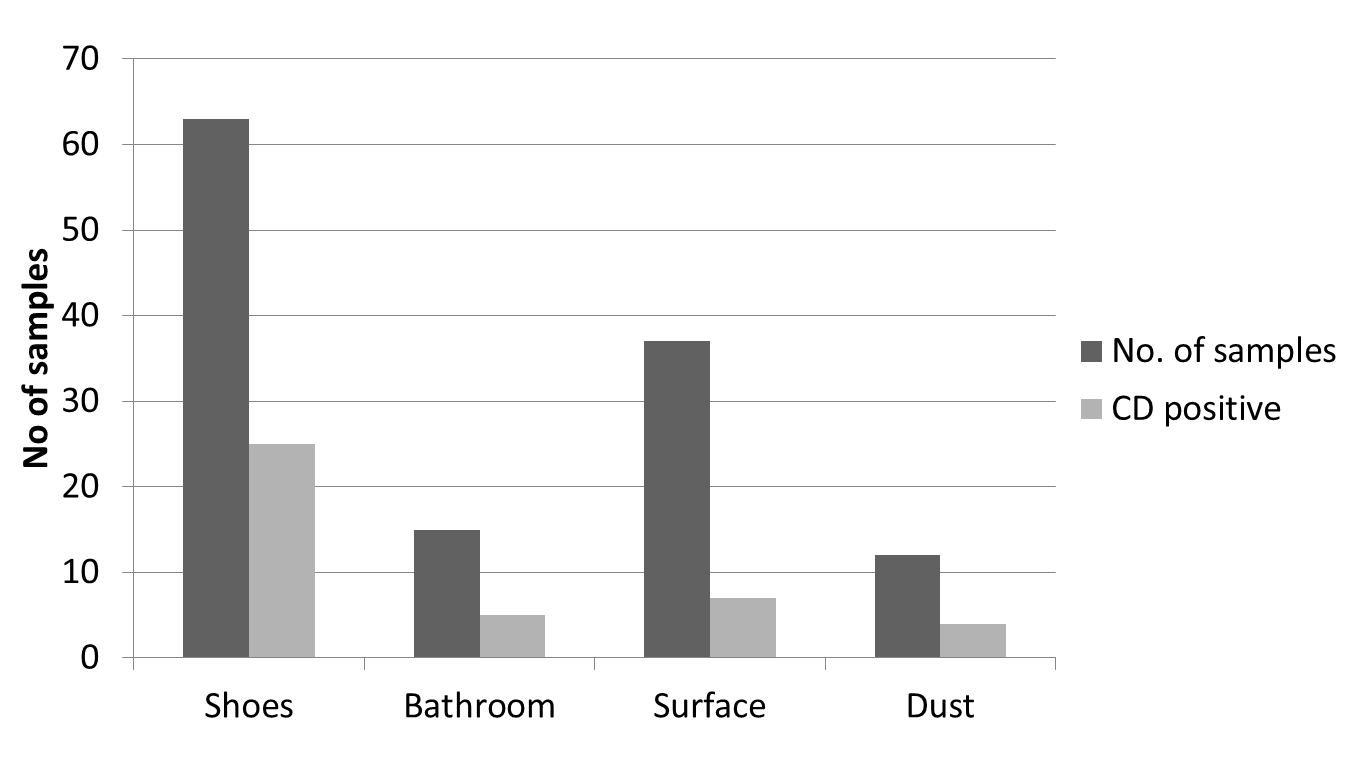 No of samples
70
60
50
40
30
20
10
0
Shoes
Bathroom
Surface
Dust
No. of samples
CD positive